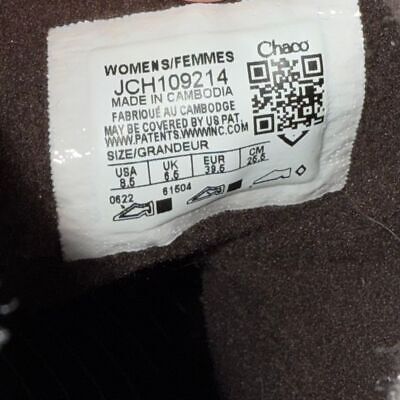 WOMENS/FEMMES
Chaco
JCH109214
MADE IN CAMBODIA
FABRIQUÉ AU CAMBODGE
MAY BE COVERED BY US PAT.
WWW.PATENTS.WWWINC.COM
SIZE/GRANDEUR
USA UK EUR CM
8.5 6.5 39.5 25.5
0622 61504